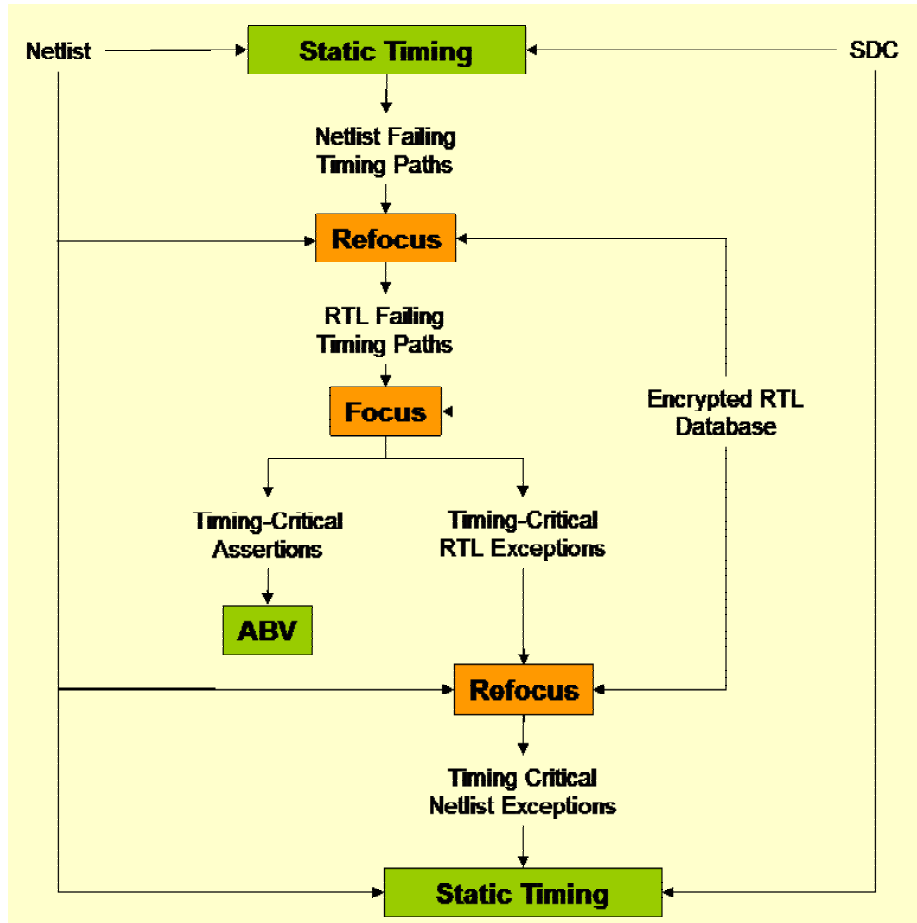 Netlist
Static Timing
SDC
Netlist Failing
Timing Paths
Refocus
RTL Failing
Timing Paths
Focus
Encrypted RTL
Database
Timing-Critical
Assertions
Timing-Critical
RTL Exceptions
ABV
Refocus
Timing Critical
Netlist Exceptions
Static Timing